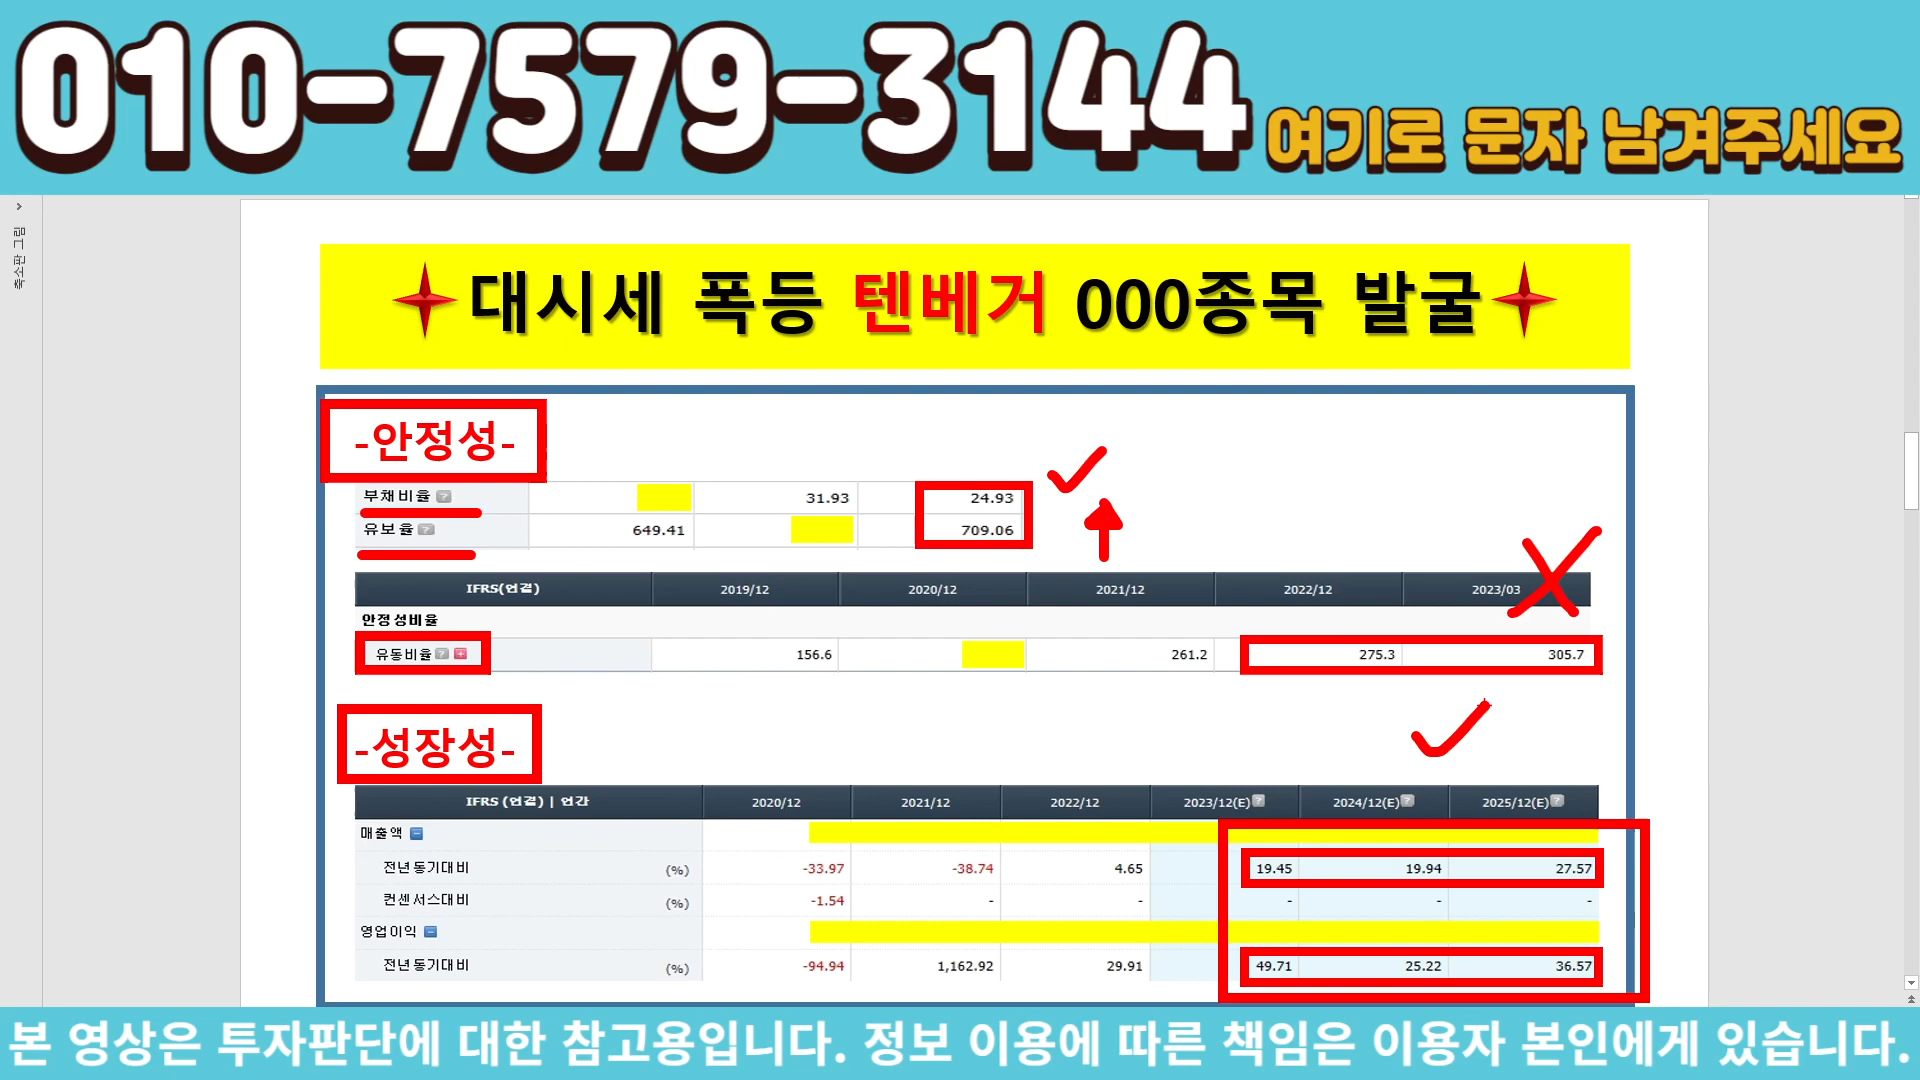 010-7579-3144 여기로 문자 남겨주세요
축소판 그림
대시세 폭등 텐베거 000종목 발굴
-안정성-
부채비율 31.93 24.93
유보율 649.41 709.06
IFRS(연결) 2019/12 2020/12 2021/12 2022/12 2023/03
안정성비율
유동비율 156.6 261.2 275.3 305.7
-성장성-
IFRS (연결) | 연간 2020/12 2021/12 2022/12 2023/12(E) 2024/12(E) 2025/12(E)
매출액
전년동기대비 (%) -33.97 -38.74 4.65 19.45 19.94 27.57
컨센서스대비 (%) -1.54 - - - - -
영업이익
전년동기대비 (%) -94.94 1,162.92 29.91 49.71 25.22 36.57
본 영상은 투자판단에 대한 참고용입니다. 정보 이용에 따른 책임은 이용자 본인에게 있습니다.